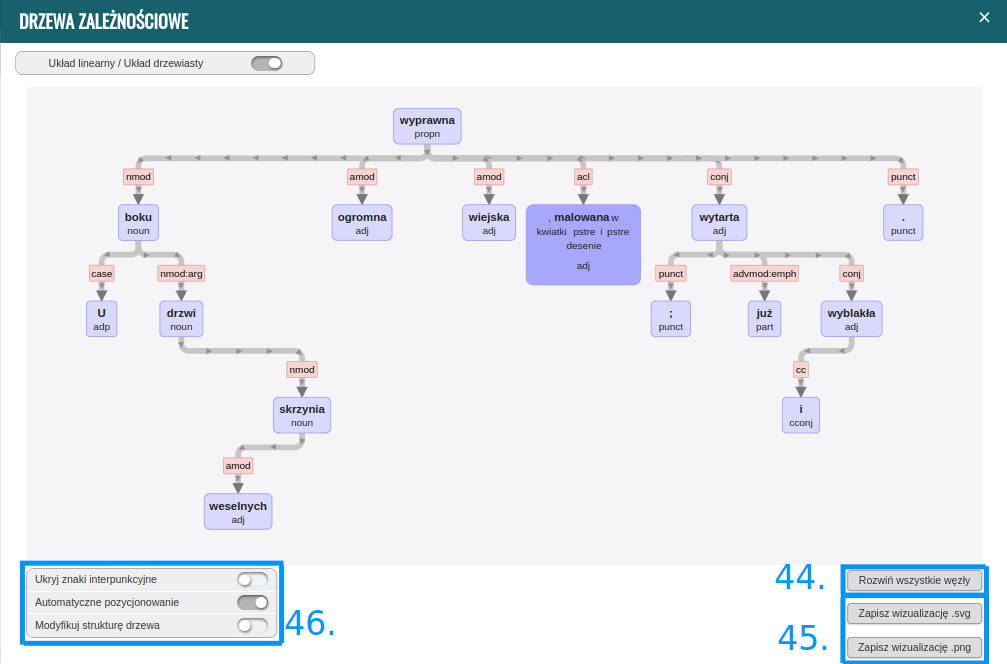 DRZEWA ZALEŻNOŚCIOWE ×
Układ linearny / Układ drzewiasty
wyprawna
propn
nmod amod amod acl conj punct
boku ogromna wiejska , malowana w wytarta .
noun adj adj kwiatki pstre i pstre adj punct
desenie
adj
case nmod:arg punct advmod:emph conj
U drzwi ; już wyblakła
adp noun punct part adj
nmod cc
skrzynia i
noun cconj
amod
weselnych
adj
Ukryj znaki interpunkcyjne
Automatyczne pozycjonowanie
Modyfikuj strukturę drzewa
46.
44.
Rozwiń wszystkie węzły
45.
Zapisz wizualizację .svg
Zapisz wizualizację .png